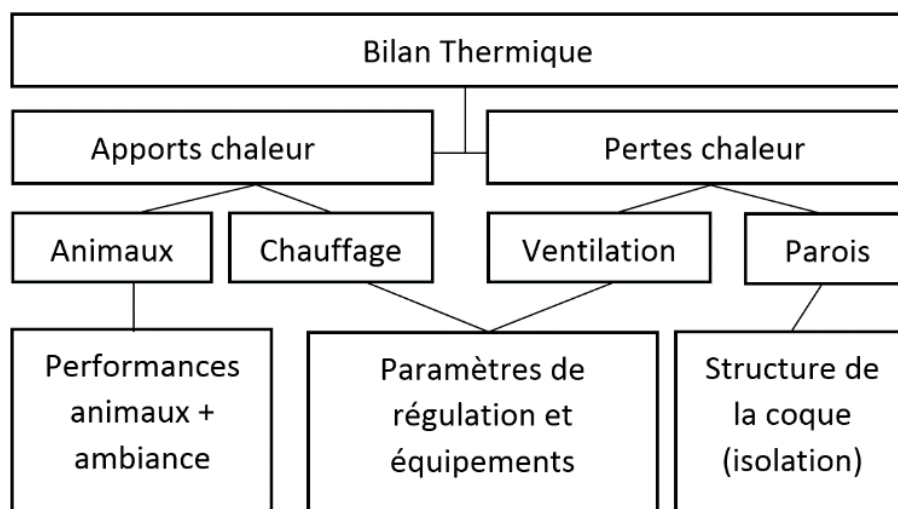 Bilan Thermique
Apports chaleur
Pertes chaleur
Animaux
Chauffage
Ventilation
Parois
Performances
animaux +
ambiance
Paramètres de
régulation et
équipements
Structure de
la coque
(isolation)